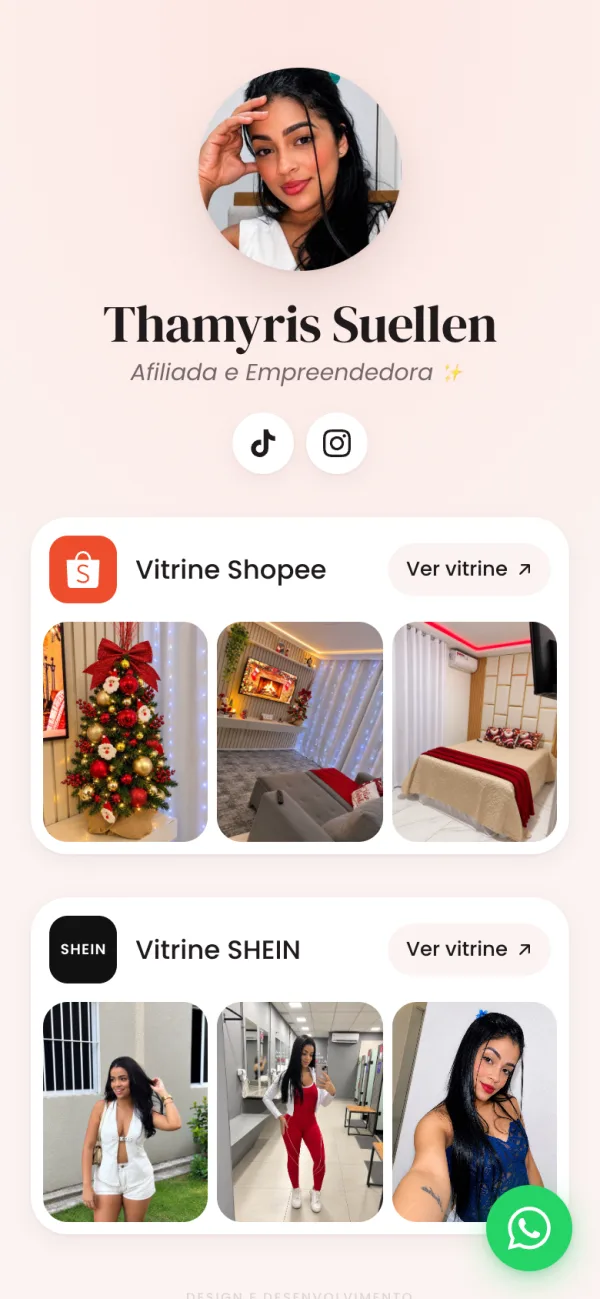 Thamyris Suellen
Afiliada e Empreendedora ✨
Vitrine Shopee
Ver vitrine ↗
SHEIN
Vitrine SHEIN
Ver vitrine ↗
DESIGN E DESENVOLVIMENTO